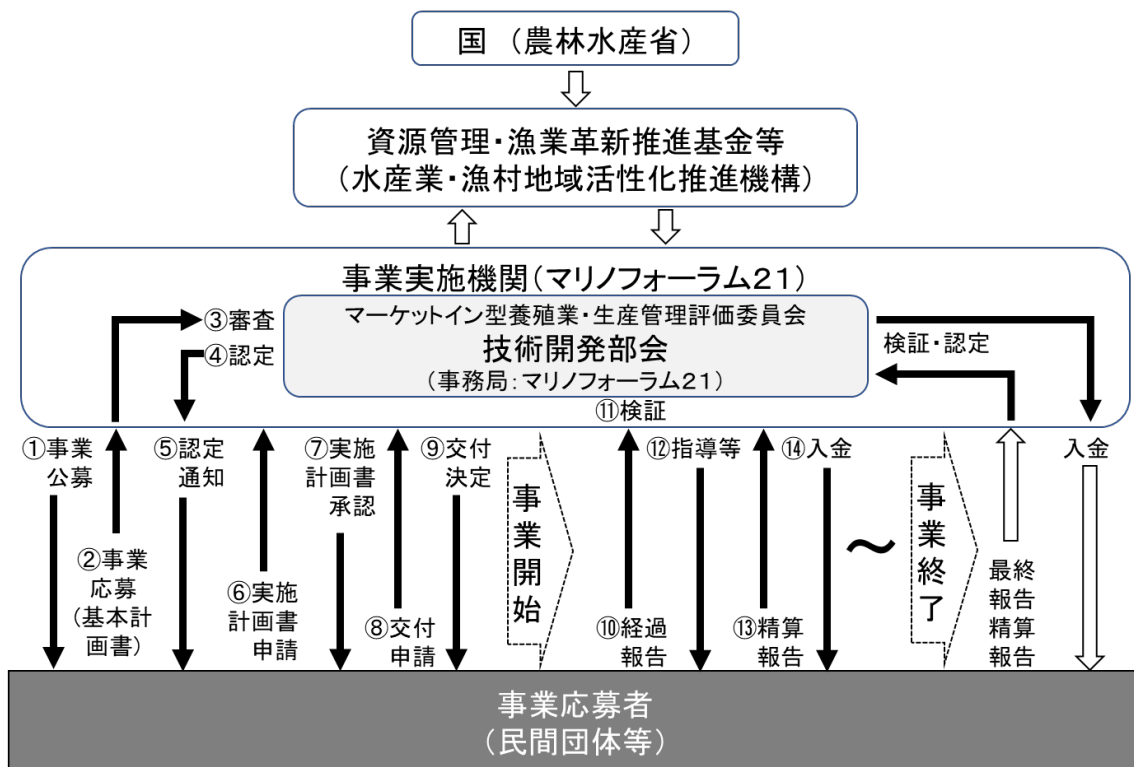 国 （農林水産省）
資源管理・漁業革新推進基金等
（水産業・漁村地域活性化推進機構）
事業実施機関（マリノフォーラム２１）
マーケットイン型養殖業・生産管理評価委員会
技術開発部会
（事務局：マリノフォーラム２１）
③審査
④認定
検証・認定
⑪検証
①事業
公募
②事業
応募
(基本計
画書)
⑤認定
通知
⑥実施
計画書
申請
⑦実施
計画書
承認
⑧交付
申請
⑨交付
決定
事業開始
⑩経過
報告
⑫指導等
⑬精算
報告
⑭入金
～
事業終了
最終
報告
精算
報告
入金
事業応募者
（民間団体等）